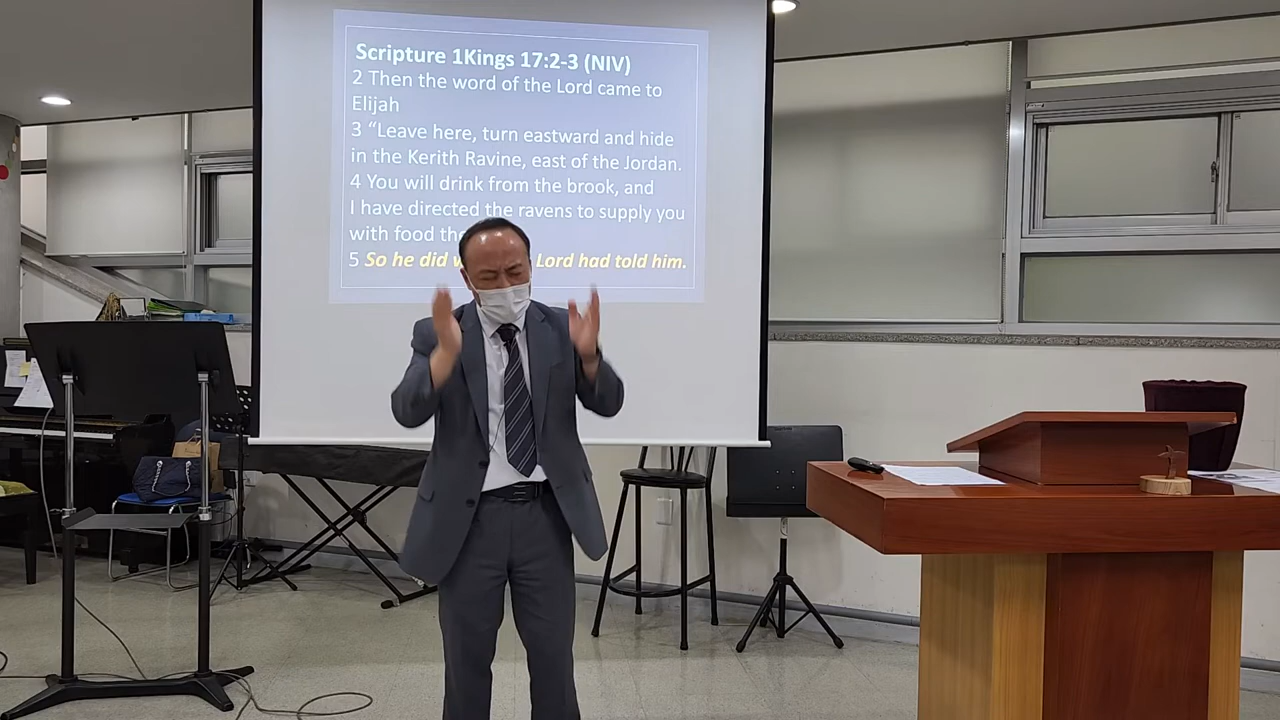 Scripture 1Kings 17:2-3 (NIV)
2 Then the word of the Lord came to
Elijah
3 “Leave here, turn eastward and hide
in the Kerith Ravine, east of the Jordan.
4 You will drink from the brook, and
I have directed the ravens to supply you
with food
5 So he did Lord had told him.